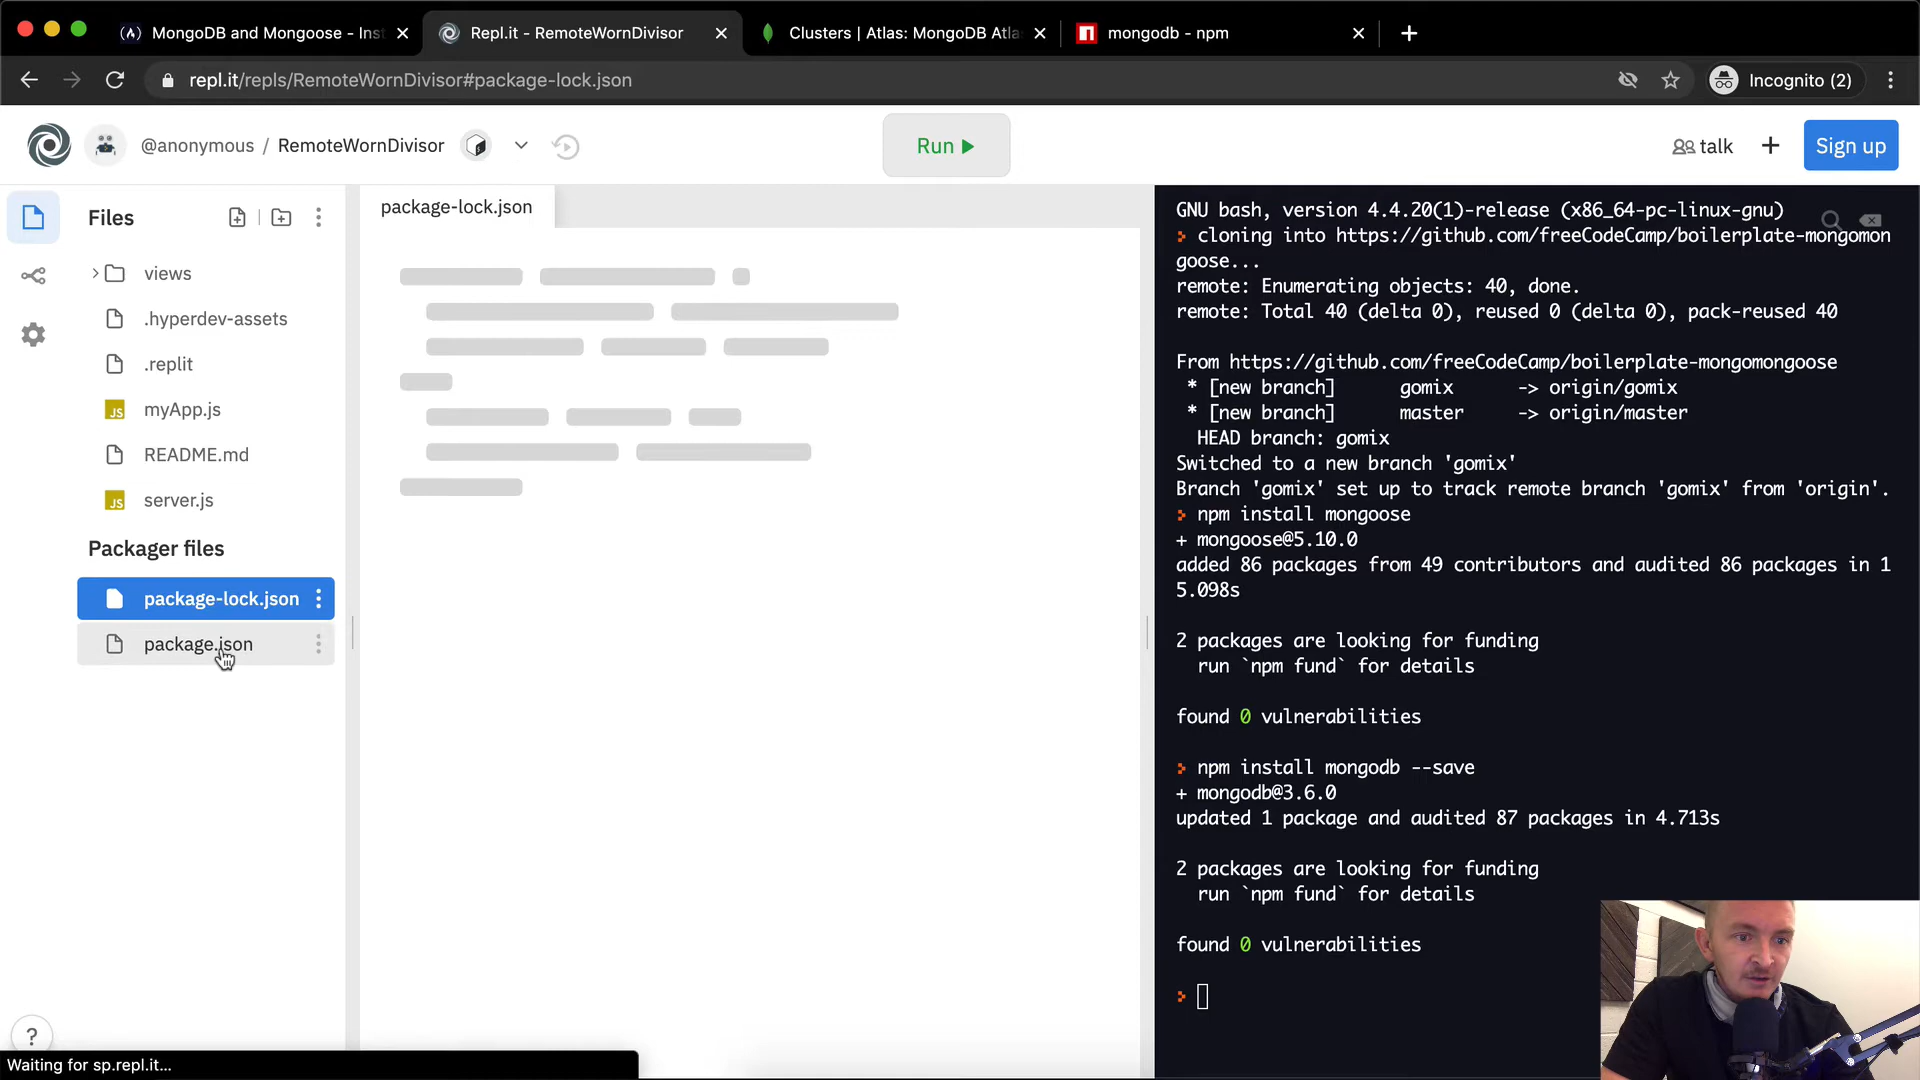 MongoDB and Mongoose - Inst
Repl.it - RemoteWornDivisor
Clusters | Atlas: MongoDB Atla
mongodb - npm
repl.it/repls/RemoteWornDivisor#package-lock.json
Incognito (2)
@anonymous / RemoteWornDivisor
Run
talk
Sign up
Files
views
.hyperdev-assets
.replit
JS myApp.js
README.md
JS server.js
Packager files
package-lock.json
package.json
?
Waiting for sp.repl.it...
package-lock.json
GNU bash, version 4.4.20(1)-release (x86_64-pc-linux-gnu)
cloning into https://github.com/freeCodeCamp/boilerplate-mongomon
goose...
remote: Enumerating objects: 40, done.
remote: Total 40 (delta 0), reused 0 (delta 0), pack-reused 40
From https://github.com/freeCodeCamp/boilerplate-mongomongoose
* [new branch] gomix -> origin/gomix
* [new branch] master -> origin/master
HEAD branch: gomix
Switched to a new branch 'gomix'
Branch 'gomix' set up to track remote branch 'gomix' from 'origin'.
npm install mongoose
+ mongoose@5.10.0
added 86 packages from 49 contributors and audited 86 packages in 1
5.098s
2 packages are looking for funding
run `npm fund` for details
found 0 vulnerabilities
npm install mongodb --save
+ mongodb@3.6.0
updated 1 package and audited 87 packages in 4.713s
2 packages are looking for funding
run `npm fund` for details
found 0 vulnerabilities